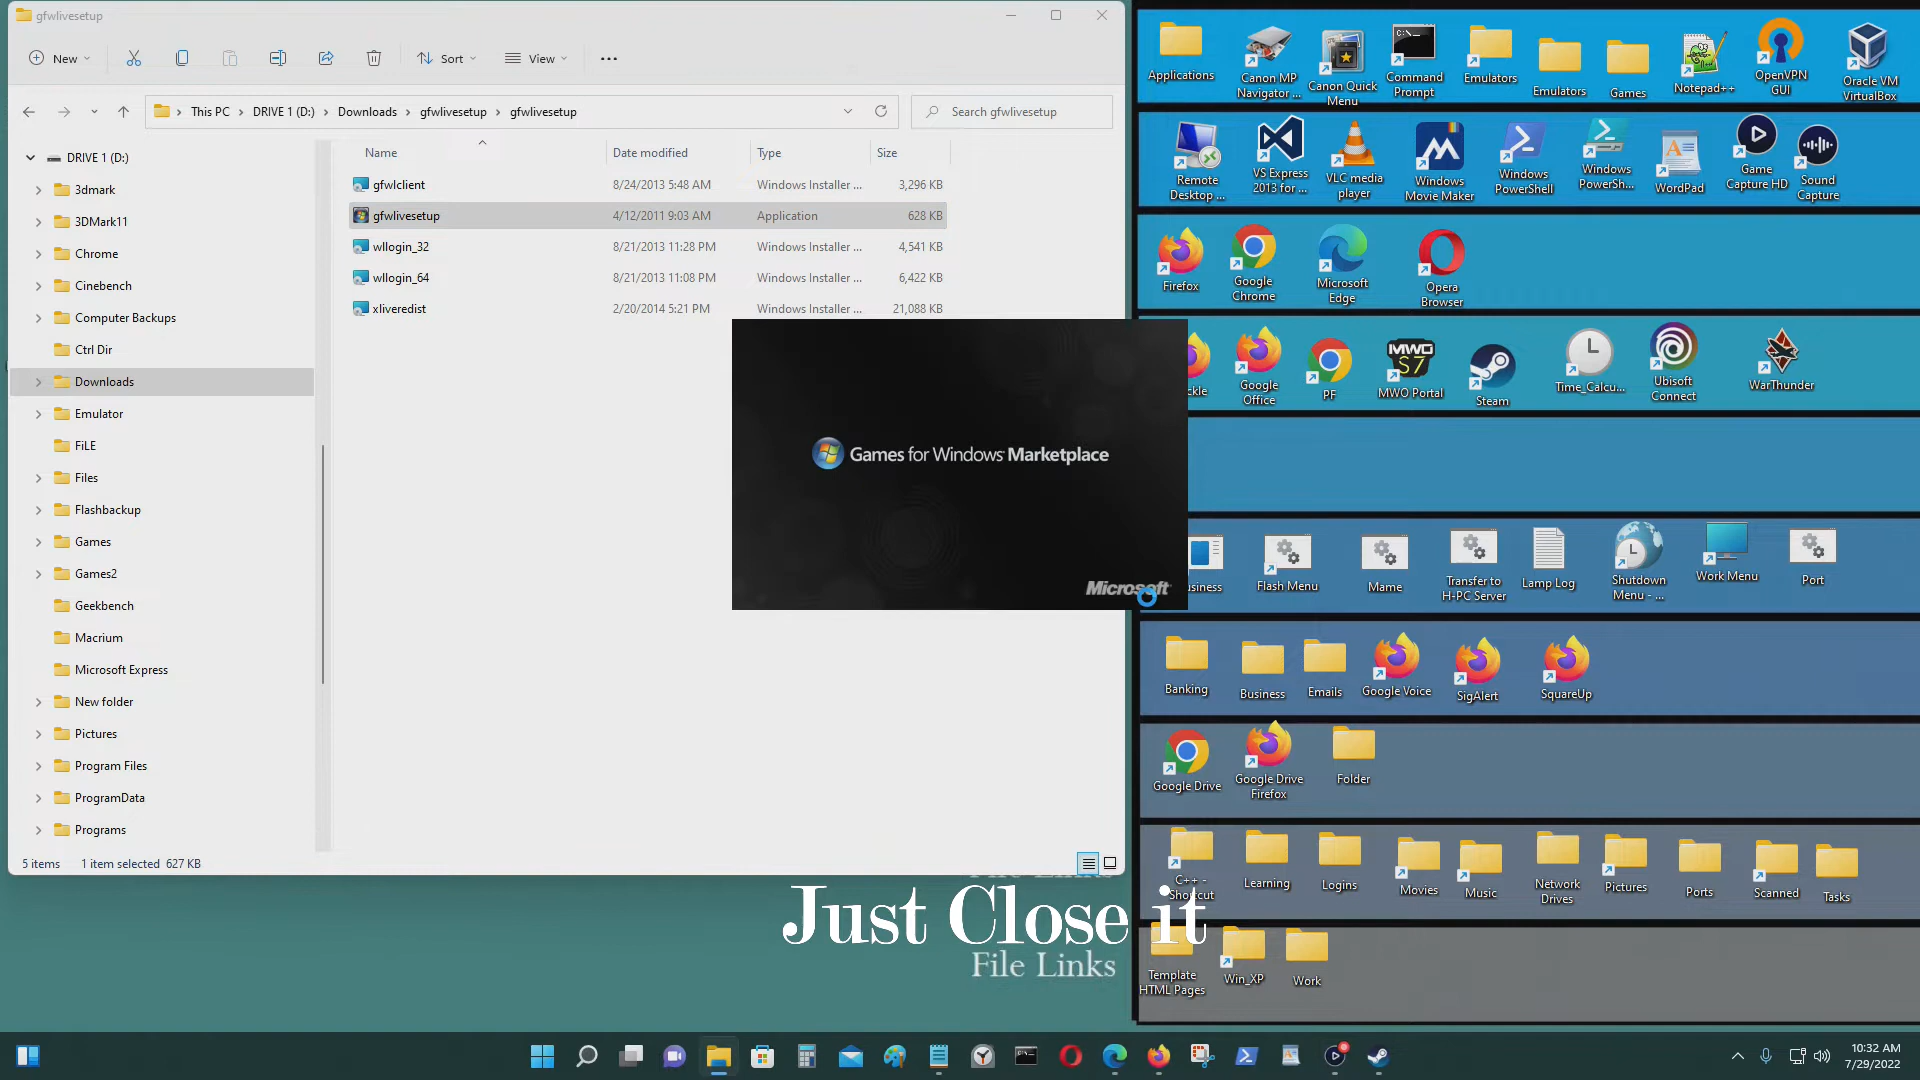 gfwlivesetup
New
Sort
View
This PC
DRIVE 1 (D:)
Downloads
gfwlivesetup
gfwlivesetup
Search gfwlivesetup
DRIVE 1 (D:)
3dmark
3DMark11
Chrome
Cinebench
Computer Backups
Ctrl Dir
Downloads
Emulator
FiLE
Files
Flashbackup
Games
Games2
Geekbench
Macrium
Microsoft Express
New folder
Pictures
Program Files
ProgramData
Programs
Name Date modified Type Size
gfwlclient 8/24/2013 5:48 AM Windows Installer ... 3,296 KB
gfwlivesetup 4/12/2011 9:03 AM Application 628 KB
wllogin_32 8/21/2013 11:28 PM Windows Installer ... 4,541 KB
wllogin_64 8/21/2013 11:08 PM Windows Installer ... 6,422 KB
xliveredist 2/20/2014 5:21 PM Windows Installer ... 21,088 KB
Games for Windows Marketplace
Microsoft
5 items 1 item selected 627 KB
Just Close it
File Links
Applications
Canon MP
Navigator ...
Canon Quick
Menu
C:\
Command
Prompt
Emulators
Emulators
Games
Notepad++
OpenVPN
GUI
Oracle VM
VirtualBox
Remote
Desktop ...
VS Express
2013 for ...
VLC media
player
Windows
Movie Maker
Windows
PowerShell
Windows
PowerSh...
WordPad
Game
Capture HD
Sound
Capture
Firefox
Google
Chrome
Microsoft
Edge
Opera
Browser
ckle
Google
Office
PF
MWO
S7
MWO Portal
Steam
Time_Calcu...
Ubisoft
Connect
WarThunder
usiness
Flash Menu
Mame
Transfer to
H-PC Server
Lamp Log
Shutdown
Menu - ...
Work Menu
Port
Banking
Business
Emails
Google Voice
SigAlert
SquareUp
Google Drive
Google Drive
Firefox
Folder
C++ -
Shortcut
Learning
Logins
Movies
Music
Network
Drives
Pictures
Ports
Scanned
Tasks
Template
HTML Pages
Win_XP
Work
10:32 AM
7/29/2022